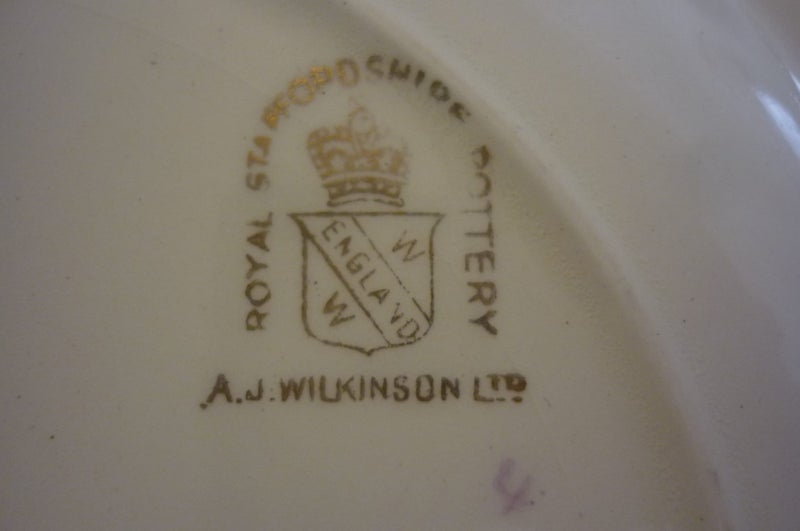 ROYAL STAFFORDSHIRE POTTERY
W
ENGLAND
W
A.J. WILKINSON LTD